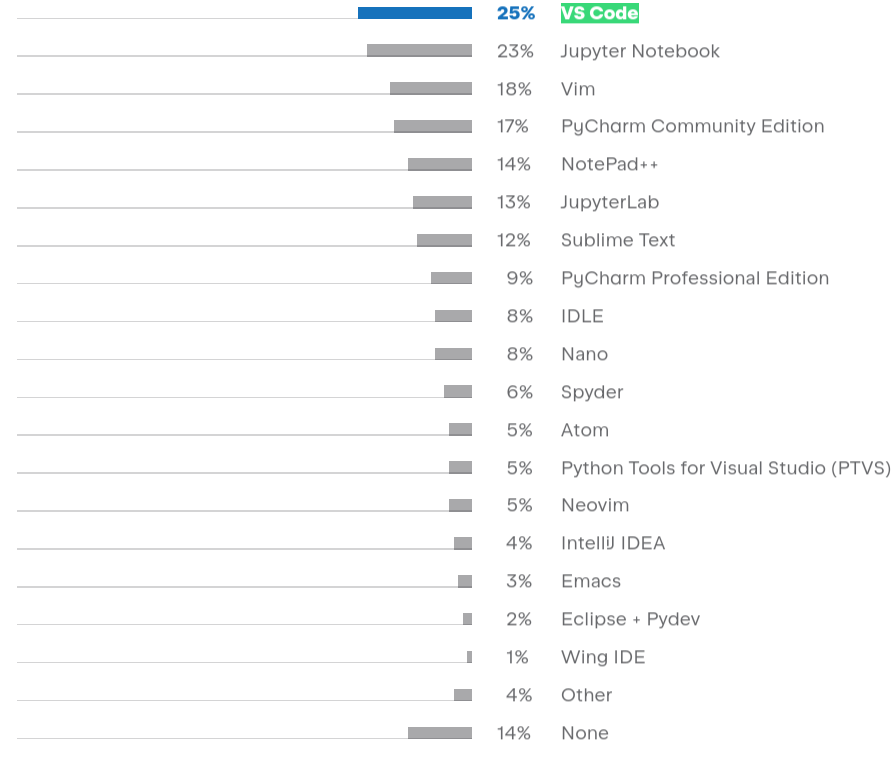 25% VS Code
23% Jupyter Notebook
18% Vim
17% PyCharm Community Edition
14% NotePad++
13% JupyterLab
12% Sublime Text
9% PyCharm Professional Edition
8% IDLE
8% Nano
6% Spyder
5% Atom
5% Python Tools for Visual Studio (PTVS)
5% Neovim
4% IntelliJ IDEA
3% Emacs
2% Eclipse + Pydev
1% Wing IDE
4% Other
14% None